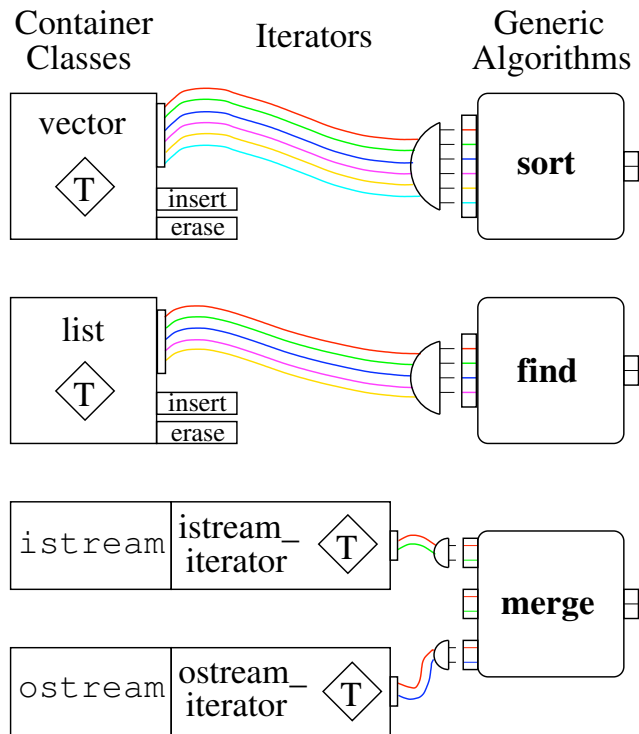 Container
Classes
Iterators
Generic
Algorithms
vector
T
insert
erase
sort
list
T
insert
erase
find
istream
istream_
iterator
T
merge
ostream
ostream_
iterator
T